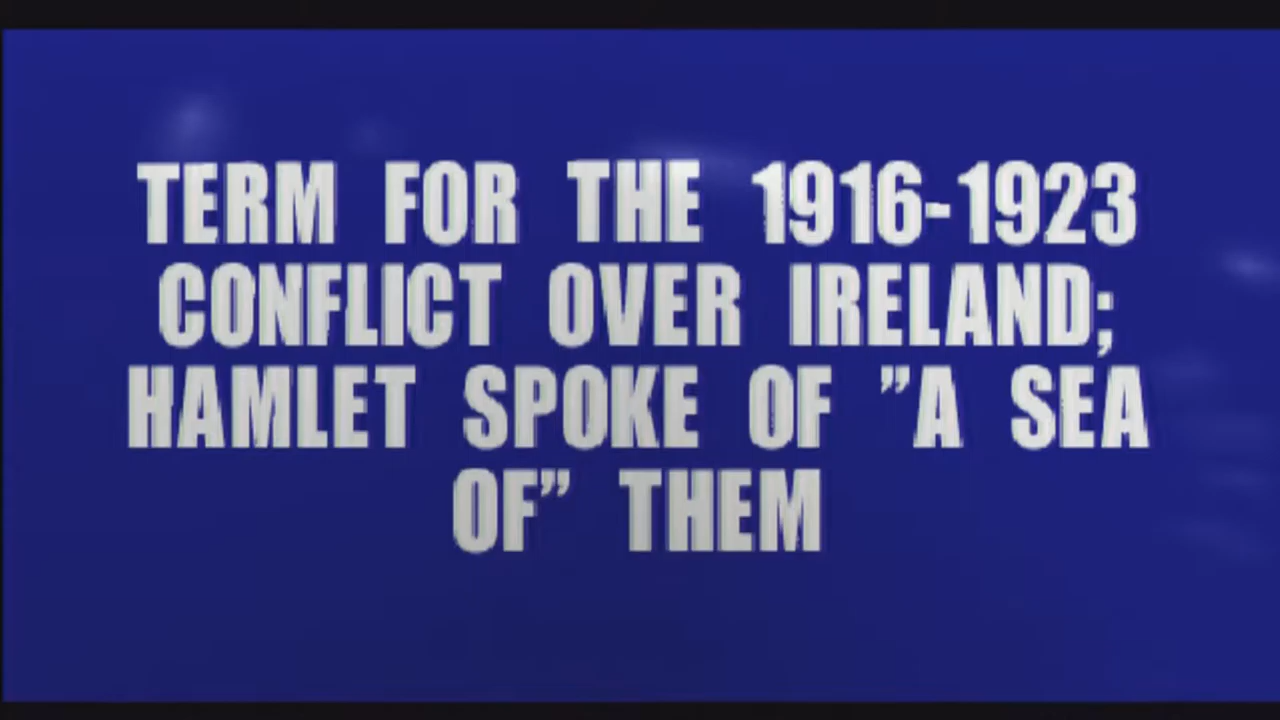 TERM FOR THE 1916-1923
CONFLICT OVER IRELAND;
HAMLET SPOKE OF ”A SEA
OF” THEM